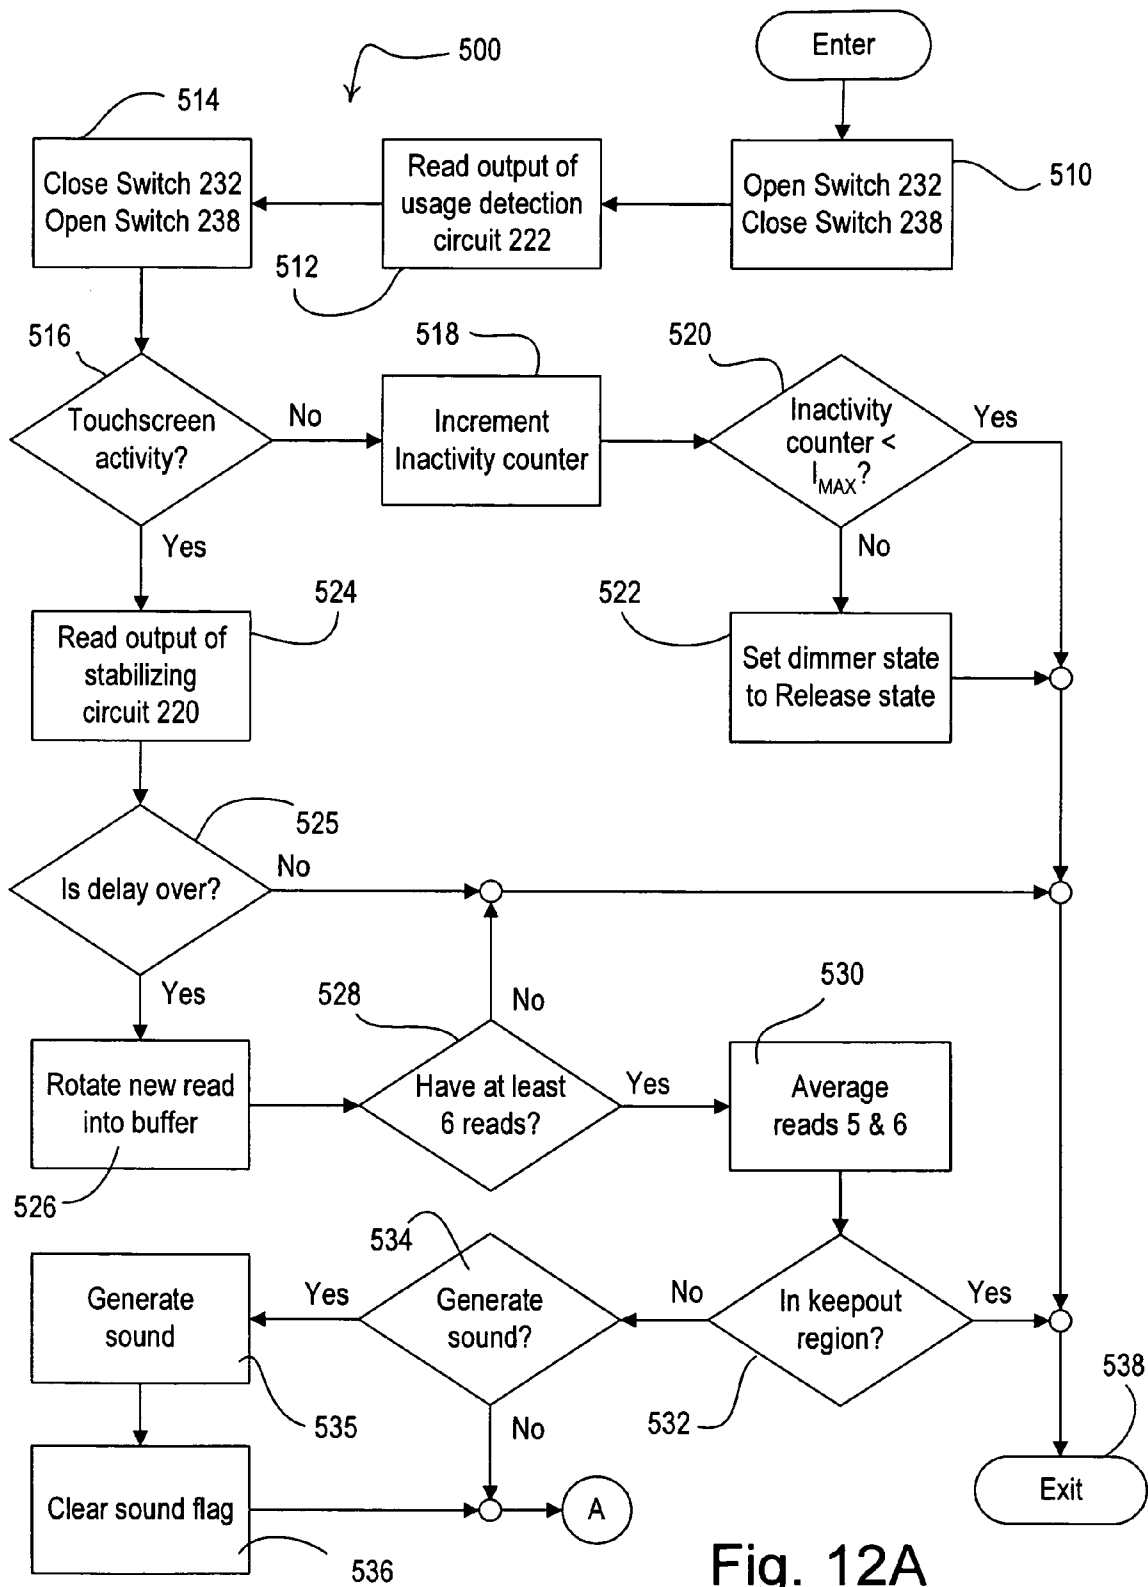 500
Enter
514
Close Switch 232
Open Switch 238
Read output of
usage detection
circuit 222
512
Open Switch 232
Close Switch 238
510
516
Touchscreen
activity?
No
Yes
518
Increment
Inactivity counter
520
Inactivity
counter <
IMAX?
Yes
No
522
Set dimmer state
to Release state
524
Read output of
stabilizing
circuit 220
525
Is delay over?
No
Yes
Rotate new read
into buffer
526
528
Have at least
6 reads?
No
Yes
530
Average
reads 5 & 6
In keepout
region?
Yes
No
532
534
Generate
sound?
Yes
No
Generate
sound
535
Clear sound flag
536
A
538
Exit
Fig. 12A